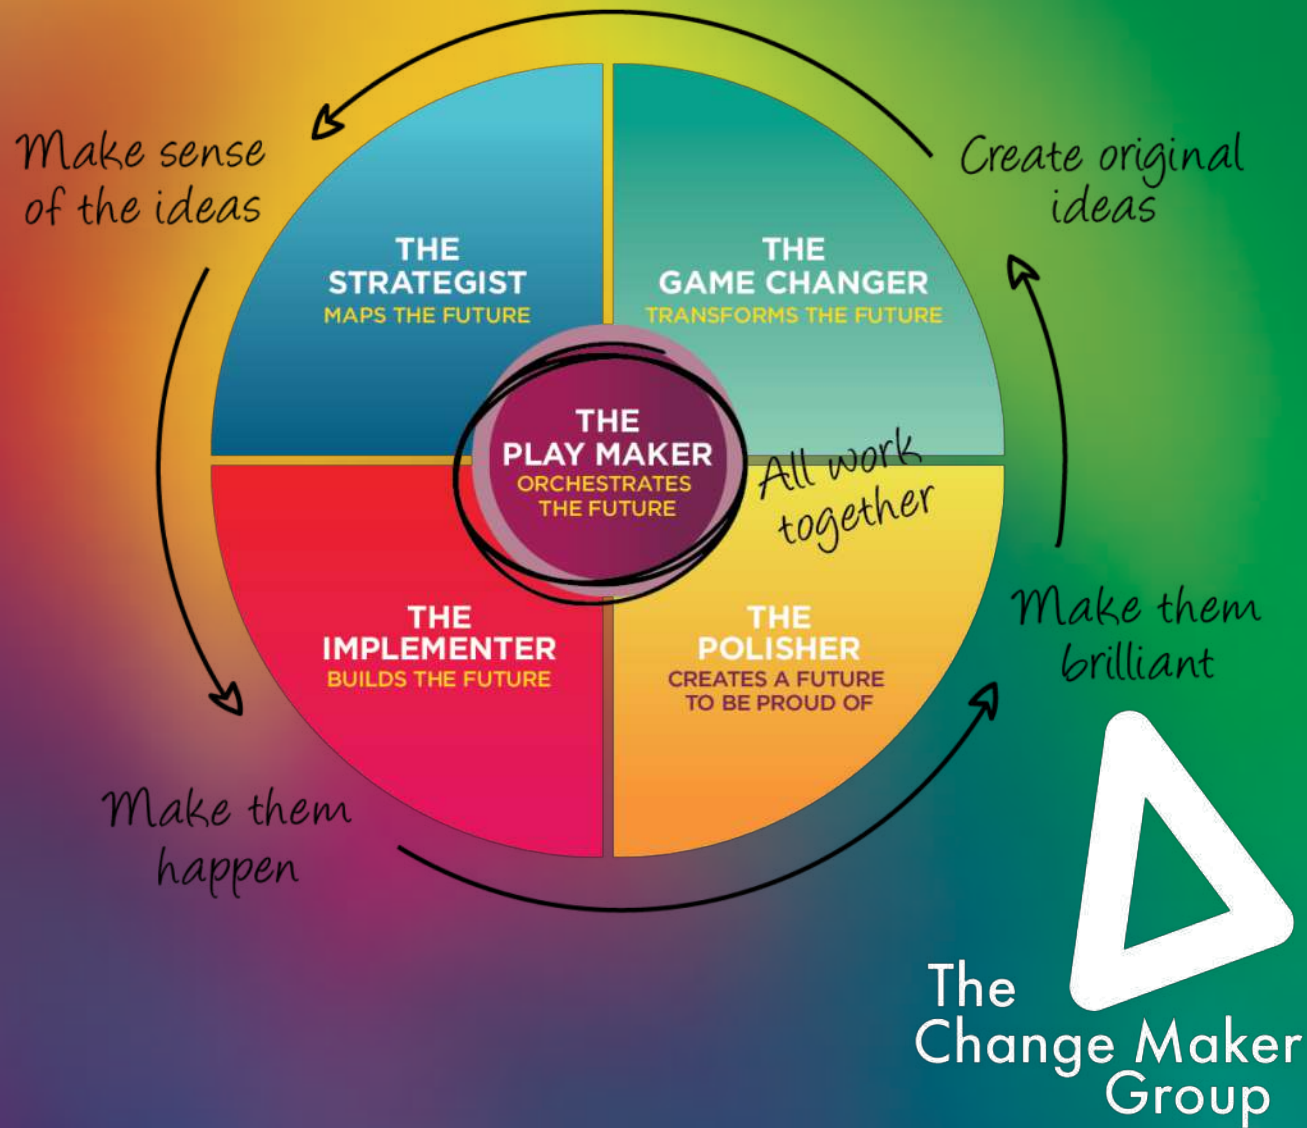 Make sense
of the ideas
Create original
ideas
THE
STRATEGIST
MAPS THE FUTURE
THE
GAME CHANGER
TRANSFORMS THE FUTURE
THE
PLAY MAKER
ORCHESTRATES
THE FUTURE
All work
together
THE
IMPLEMENTER
BUILDS THE FUTURE
THE
POLISHER
CREATES A FUTURE
TO BE PROUD OF
Make them
brilliant
Make them
happen
The
Change Maker
Group